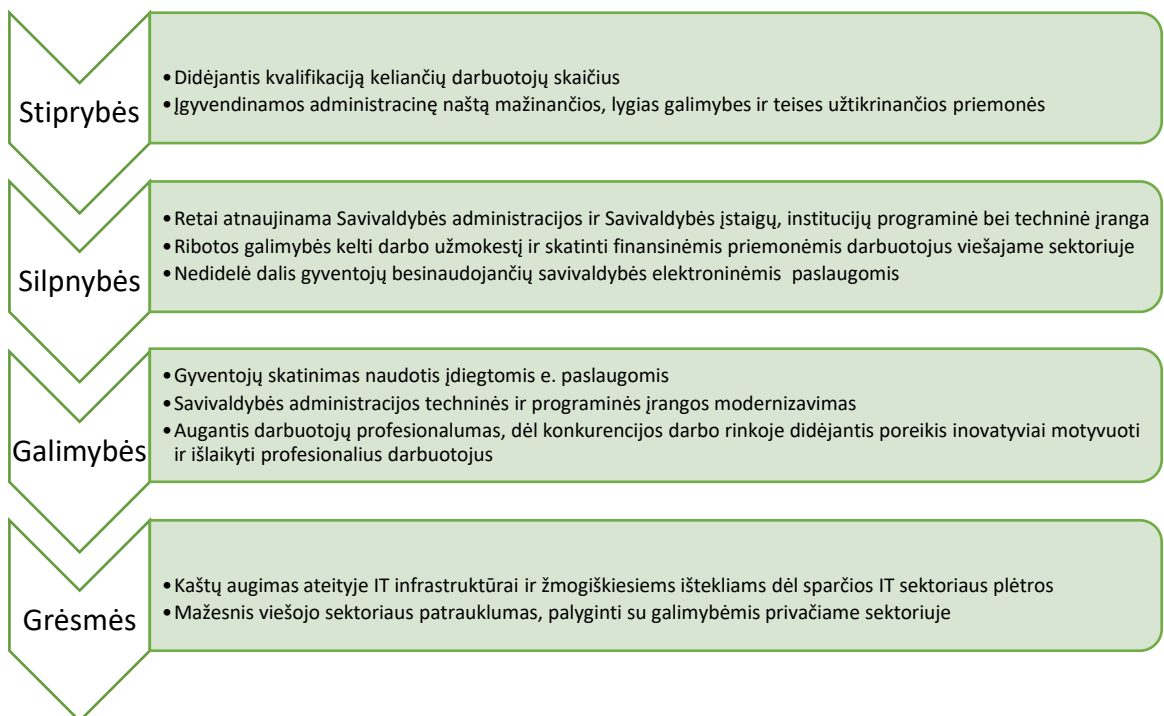 Stiprybės
•Didėjantis kvalifikaciją keliančių darbuotojų skaičius
•Įgyvendinamos administracinę naštą mažinančios, lygias galimybes ir teises užtikrinančios priemonės
Silpnybės
•Retai atnaujinama Savivaldybės administracijos ir Savivaldybės įstaigų, institucijų programinė bei techninė įranga
•Ribotos galimybės kelti darbo užmokestį ir skatinti finansinėmis priemonėmis darbuotojus viešajame sektoriuje
•Nedidelė dalis gyventojų besinaudojančių savivaldybės elektroninėmis  paslaugomis
Galimybės
•Gyventojų skatinimas naudotis įdiegtomis e. paslaugomis
•Savivaldybės administracijos techninės ir programinės įrangos modernizavimas
•Augantis darbuotojų profesionalumas, dėl konkurencijos darbo rinkoje didėjantis poreikis inovatyviai motyvuoti
ir išlaikyti profesionalius darbuotojus
Grėsmės
•Kaštų augimas ateityje IT infrastruktūrai ir žmogiškiesiems ištekliams dėl sparčios IT sektoriaus plėtros
•Mažesnis viešojo sektoriaus patrauklumas, palyginti su galimybėmis privačiame sektoriuje